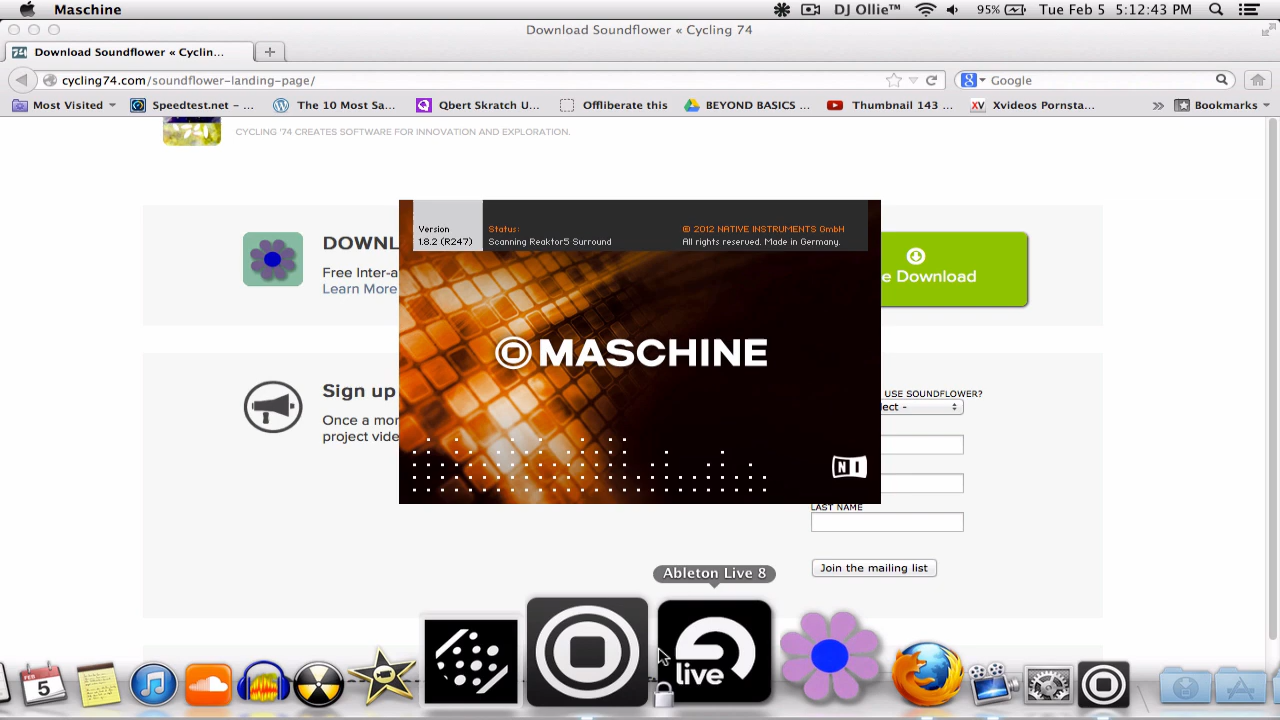 Maschine
DJ Ollie™
95%
Tue Feb 5 5:12:43 PM
Download Soundflower « Cycling 74
74
Download Soundflower « Cyclin...
cycling74.com/soundflower-landing-page/
Google
Most Visited
Speedtest.net – ...
The 10 Most Sa...
Qbert Skratch U...
Offliberate this
BEYOND BASICS ...
Thumbnail 143 ...
XV
Xvideos Pornsta...
Bookmarks
CYCLING '74 CREATES SOFTWARE FOR INNOVATION AND EXPLORATION.
Version
1.8.2 (R247)
Status:
Scanning Reaktor5 Surround
© 2012 NATIVE INSTRUMENTS GmbH
All rights reserved. Made in Germany.
DOWNL
Free Inter-a
Learn More
e Download
MASCHINE
NI
Sign up
Once a mon
project vide
USE SOUNDFLOWER?
lect -
LAST NAME
Join the mailing list
Ableton Live 8
live
FEB
5